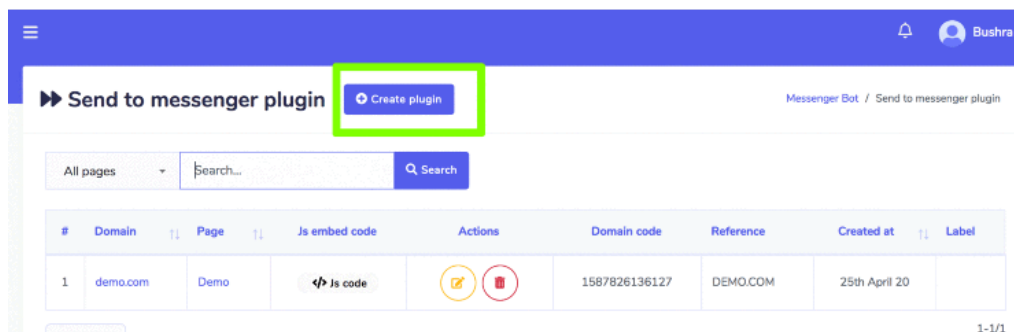 Bushra
Send to messenger plugin
Create plugin
Messenger Bot / Send to messenger plugin
All pages
Search...
Search
# Domain Page Js embed code Actions Domain code Reference Created at Label
1 demo.com Demo </> Js code 1587826136127 DEMO.COM 25th April 20
1-1/1